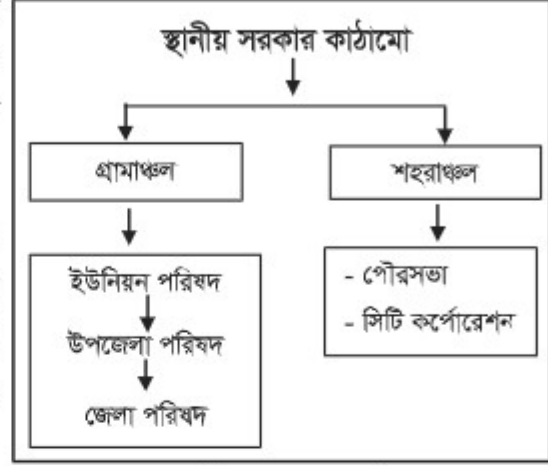 স্থানীয় সরকার কাঠামো
গ্রামাঞ্চল
শহরাঞ্চল
ইউনিয়ন পরিষদ
উপজেলা পরিষদ
জেলা পরিষদ
- পৌরসভা
- সিটি কর্পোরেশন